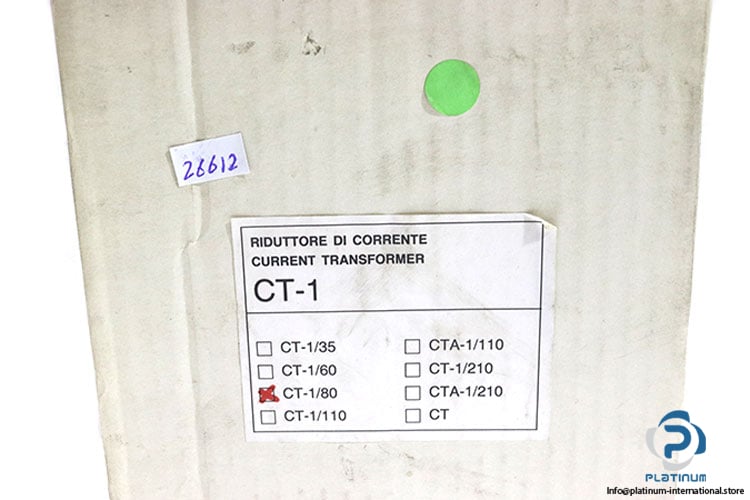 26612
RIDUTTORE DI CORRENTE
CURRENT TRANSFORMER
CT-1
CT-1/35
CT-1/60
CT-1/80
CT-1/110
CTA-1/110
CT-1/210
CTA-1/210
CT
PLATINUM
Info@platinum-international.store